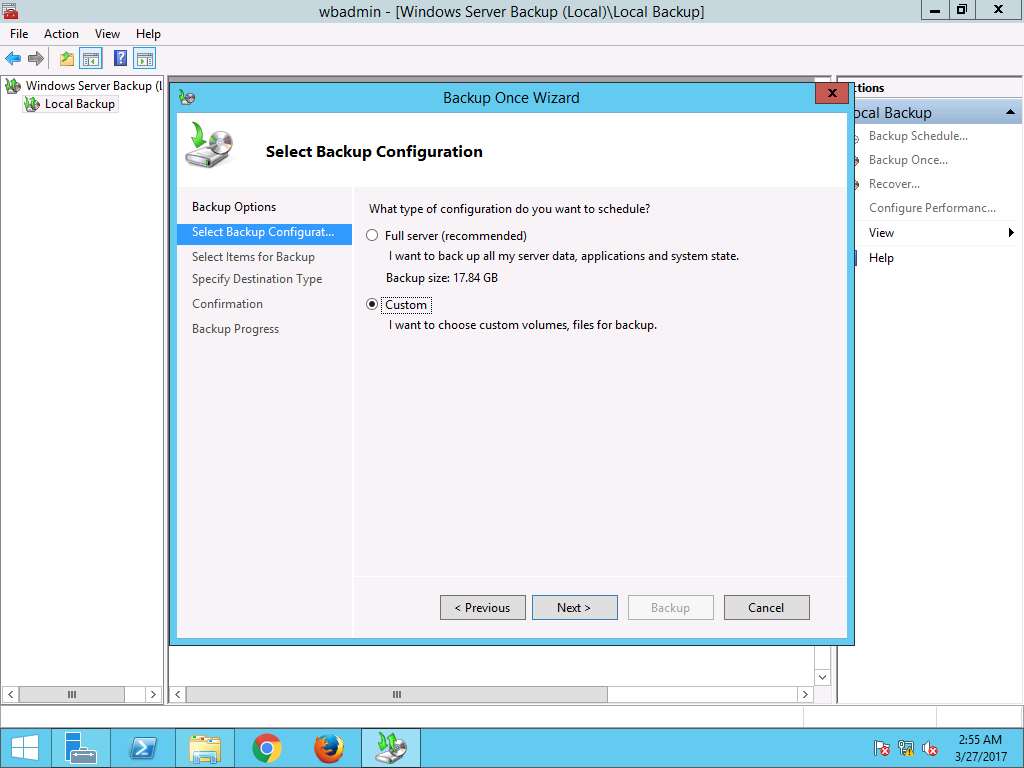 wbadmin - [Windows Server Backup (Local)\Local Backup]
File Action View Help
Windows Server Backup (L
Local Backup
Backup Once Wizard
Select Backup Configuration
Backup Options
Select Backup Configurat...
Select Items for Backup
Specify Destination Type
Confirmation
Backup Progress
What type of configuration do you want to schedule?
Full server (recommended)
I want to back up all my server data, applications and system state.
Backup size: 17.84 GB
Custom
I want to choose custom volumes, files for backup.
< Previous
Next >
Backup
Cancel
ctions
ocal Backup
Backup Schedule...
Backup Once...
Recover...
Configure Performanc...
View
Help
2:55 AM
3/27/2017